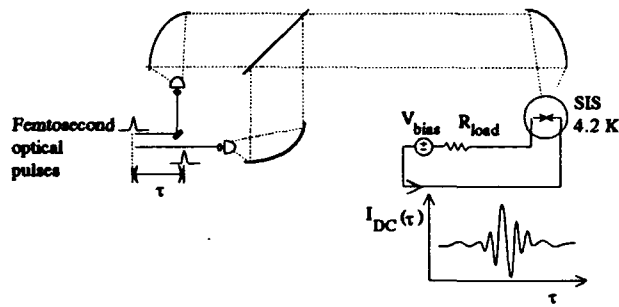 Femtosecond
optical
pulses
τ
V_bias
R_load
SIS
4.2 K
I_DC(τ)
τ